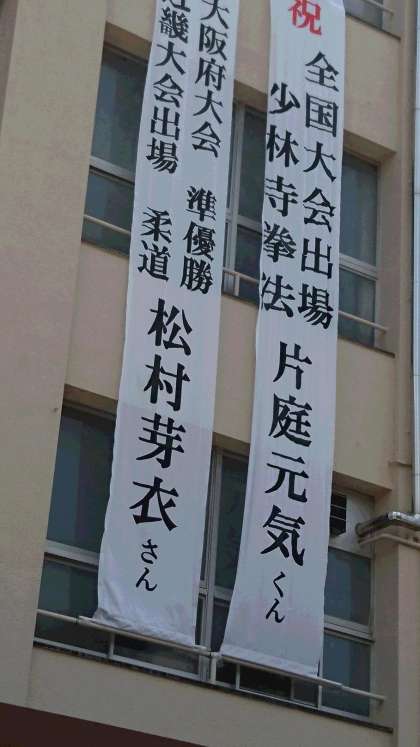 祝
全国大会出場
少林寺拳法
片庭元気くん
大阪府大会 準優勝
近畿大会出場 柔道
松村芽衣さん